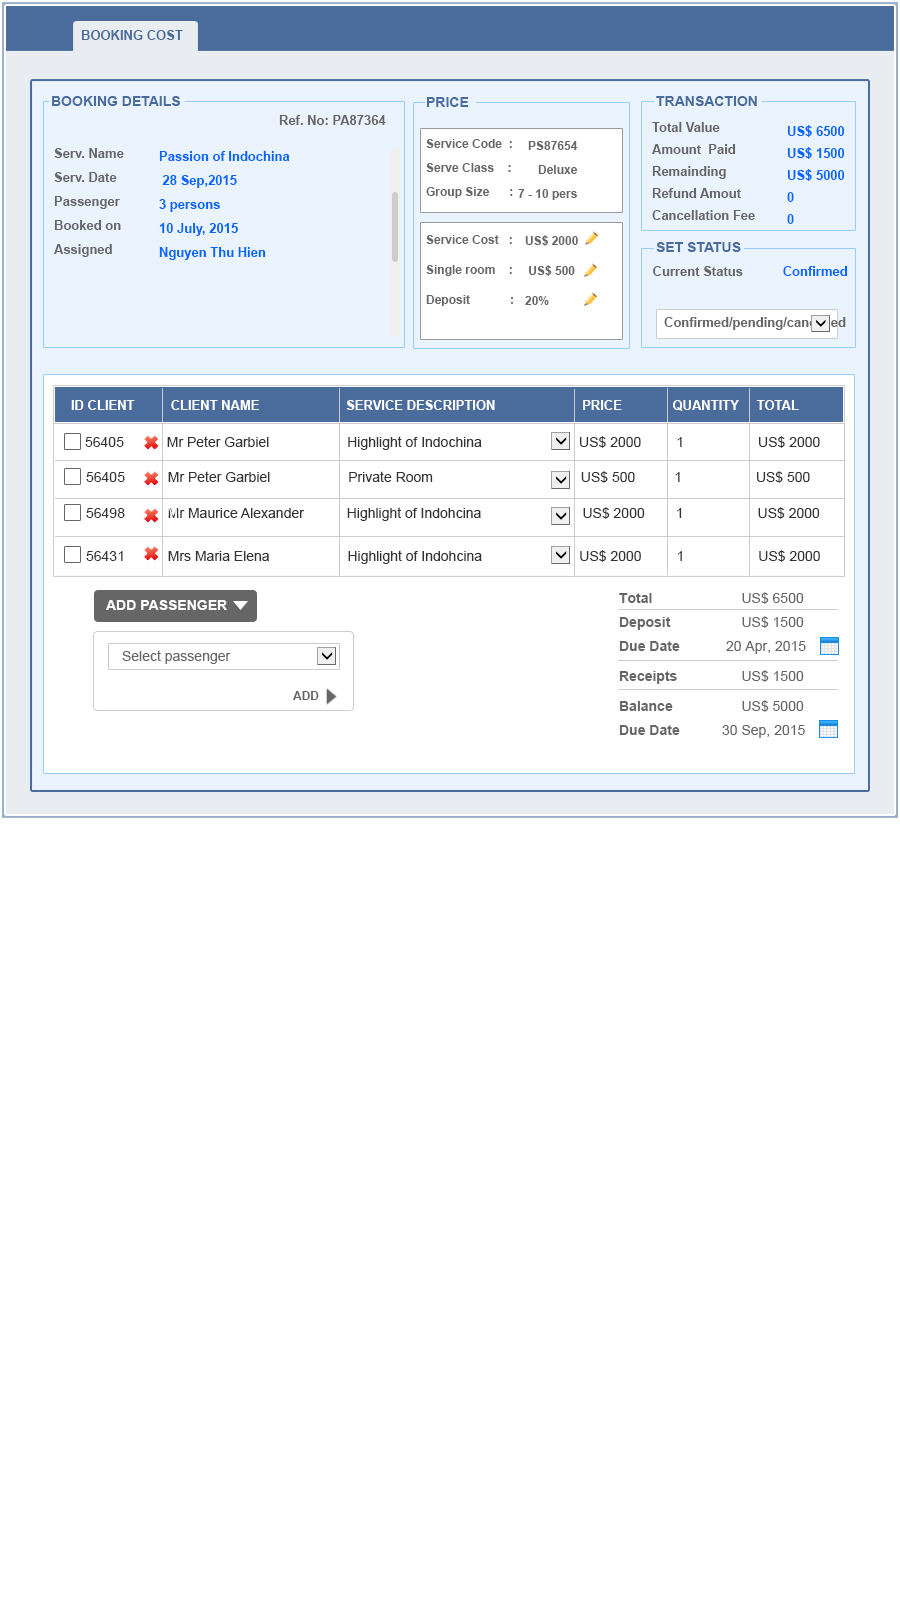 BOOKING COST
BOOKING DETAILS
Ref. No: PA87364
Serv. Name Passion of Indochina
Serv. Date 28 Sep,2015
Passenger 3 persons
Booked on 10 July, 2015
Assigned Nguyen Thu Hien
PRICE
Service Code : PS87654
Serve Class : Deluxe
Group Size : 7 - 10 pers
Service Cost : US$ 2000
Single room : US$ 500
Deposit : 20%
TRANSACTION
Total Value US$ 6500
Amount Paid US$ 1500
Remainding US$ 5000
Refund Amout 0
Cancellation Fee 0
SET STATUS
Current Status Confirmed
Confirmed/pending/can ed
ID CLIENT CLIENT NAME SERVICE DESCRIPTION PRICE QUANTITY TOTAL
56405 Mr Peter Garbiel Highlight of Indochina US$ 2000 1 US$ 2000
56405 Mr Peter Garbiel Private Room US$ 500 1 US$ 500
56498 Mr Maurice Alexander Highlight of Indohcina US$ 2000 1 US$ 2000
56431 Mrs Maria Elena Highlight of Indohcina US$ 2000 1 US$ 2000
ADD PASSENGER
Select passenger
ADD
Total US$ 6500
Deposit US$ 1500
Due Date 20 Apr, 2015
Receipts US$ 1500
Balance US$ 5000
Due Date 30 Sep, 2015